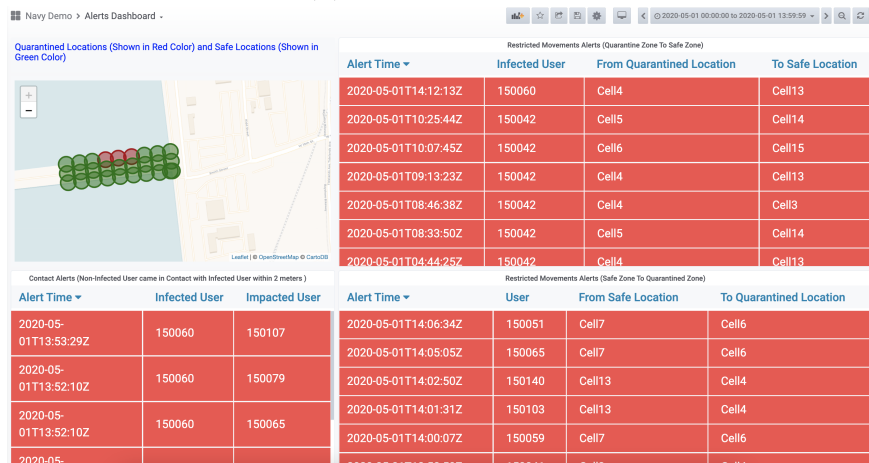 Navy Demo > Alerts Dashboard
2020-05-01 00:00:00 to 2020-05-01 13:59:59
Quarantined Locations (Shown in Red Color) and Safe Locations (Shown in
Green Color)
+
−
Leaflet | © OpenStreetMap © CartoDB
Restricted Movements Alerts (Quarantine Zone To Safe Zone)
Alert Time Infected User From Quarantined Location To Safe Location
2020-05-01T14:12:13Z 150060 Cell4 Cell13
2020-05-01T10:25:44Z 150042 Cell5 Cell14
2020-05-01T10:07:45Z 150042 Cell6 Cell15
2020-05-01T09:13:23Z 150042 Cell4 Cell13
2020-05-01T08:46:38Z 150042 Cell4 Cell3
2020-05-01T08:33:50Z 150042 Cell5 Cell14
2020-05-01T04:44:25Z 150042 Cell4 Cell13
Contact Alerts (Non-Infected User came in Contact with Infected User within 2 meters )
Alert Time Infected User Impacted User
2020-05-
01T13:53:29Z 150060 150107
2020-05-
01T13:52:10Z 150060 150079
2020-05-
01T13:52:10Z 150060 150065
2020-05-
Restricted Movements Alerts (Safe Zone To Quarantined Zone)
Alert Time User From Safe Location To Quarantined Location
2020-05-01T14:06:34Z 150051 Cell7 Cell6
2020-05-01T14:05:05Z 150065 Cell7 Cell6
2020-05-01T14:02:50Z 150140 Cell13 Cell4
2020-05-01T14:01:31Z 150103 Cell13 Cell4
2020-05-01T14:00:07Z 150059 Cell7 Cell6